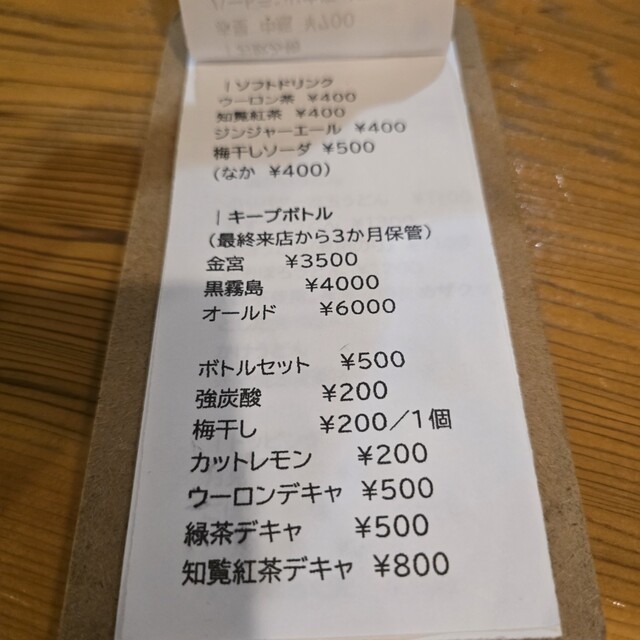 | ソフトドリンク
ウーロン茶 ¥400
知覧紅茶 ¥400
ジンジャーエール ¥400
梅干しソーダ ¥500
(なか ¥400)
| キープボトル
(最終来店から3か月保管)
金宮 ¥3500
黒霧島 ¥4000
オールド ¥6000
ボトルセット ¥500
強炭酸 ¥200
梅干し ¥200/1個
カットレモン ¥200
ウーロンデキャ ¥500
緑茶デキャ ¥500
知覧紅茶デキャ ¥800